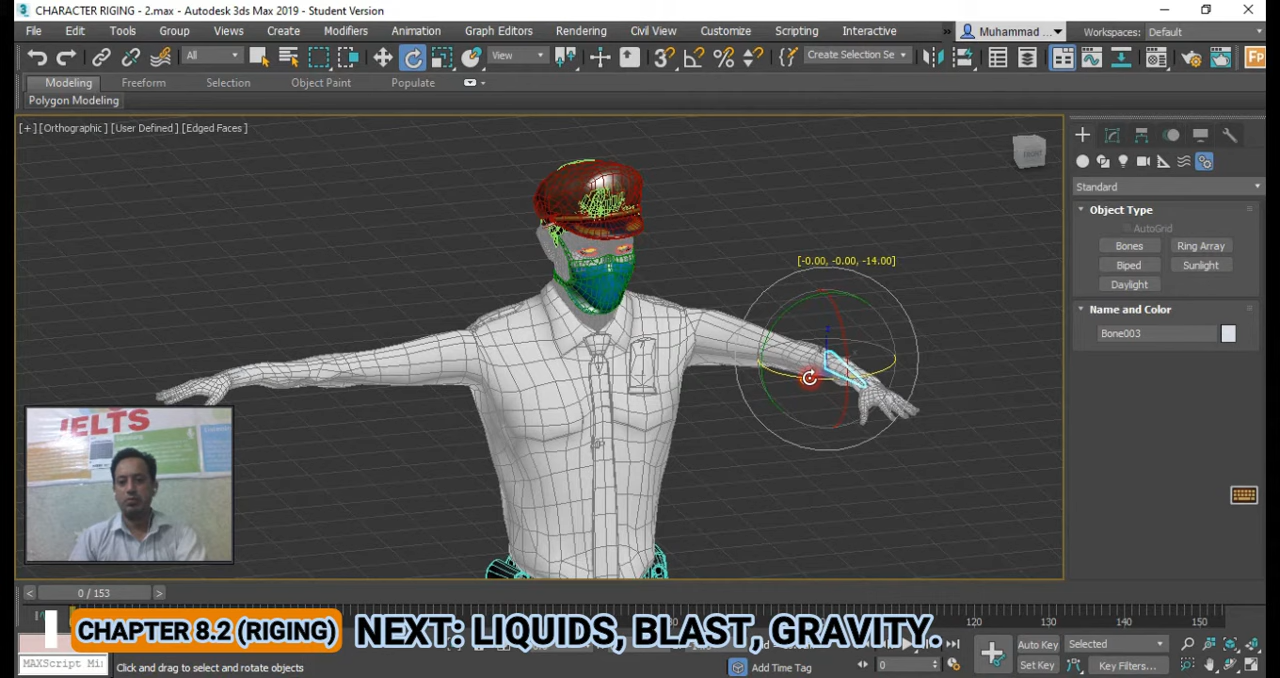 CHARACTER RIGING - 2.max - Autodesk 3ds Max 2019 - Student Version
File Edit Tools Group Views Create Modifiers Animation Graph Editors Rendering Civil View Customize Scripting Interactive Muhammad ... Workspaces: Default
All View Create Selection Se
Modeling Freeform Selection Object Paint Populate
Polygon Modeling
[+] [Orthographic] [User Defined] [Edged Faces]
FRONT
Standard
Object Type
AutoGrid
Bones Ring Array
Biped Sunlight
Daylight
Name and Color
Bone003
[-0.00, -0.00, -14.00]
IELTS
0 / 153
120 130 140 150
CHAPTER 8.2 (RIGING) NEXT: LIQUIDS, BLAST, GRAVITY.
Auto Key Selected
Set Key Key Filters...
0
MAXScript Mi
Click and drag to select and rotate objects
Add Time Tag